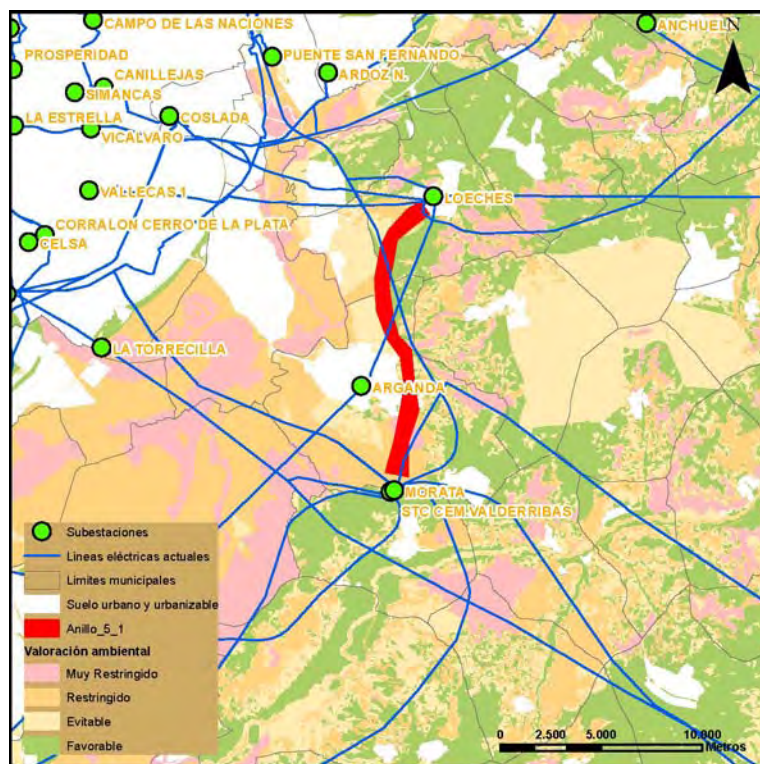 CAMPO DE LAS NACIONES
ANCHUEL
N
PROSPERIDAD
PUENTE SAN FERNANDO
CANILLEJAS
ARDOZ N.
SIMANCAS
LA ESTRELLA
COSLADA
VICALVARO
VALLECAS 1
LOECHES
CORRALON CERRO DE LA PLATA
CELSA
LA TORRECILLA
ARGANDA
MORATA
STC CEM.VALDERRIBAS
Subestaciones
Lineas eléctricas actuales
Limites municipales
Suelo urbano y urbanizable
Anillo_5_1
Valoración ambiental
Muy Restringido
Restringido
Evitable
Favorable
0 2.500 5.000 10.000
Metros